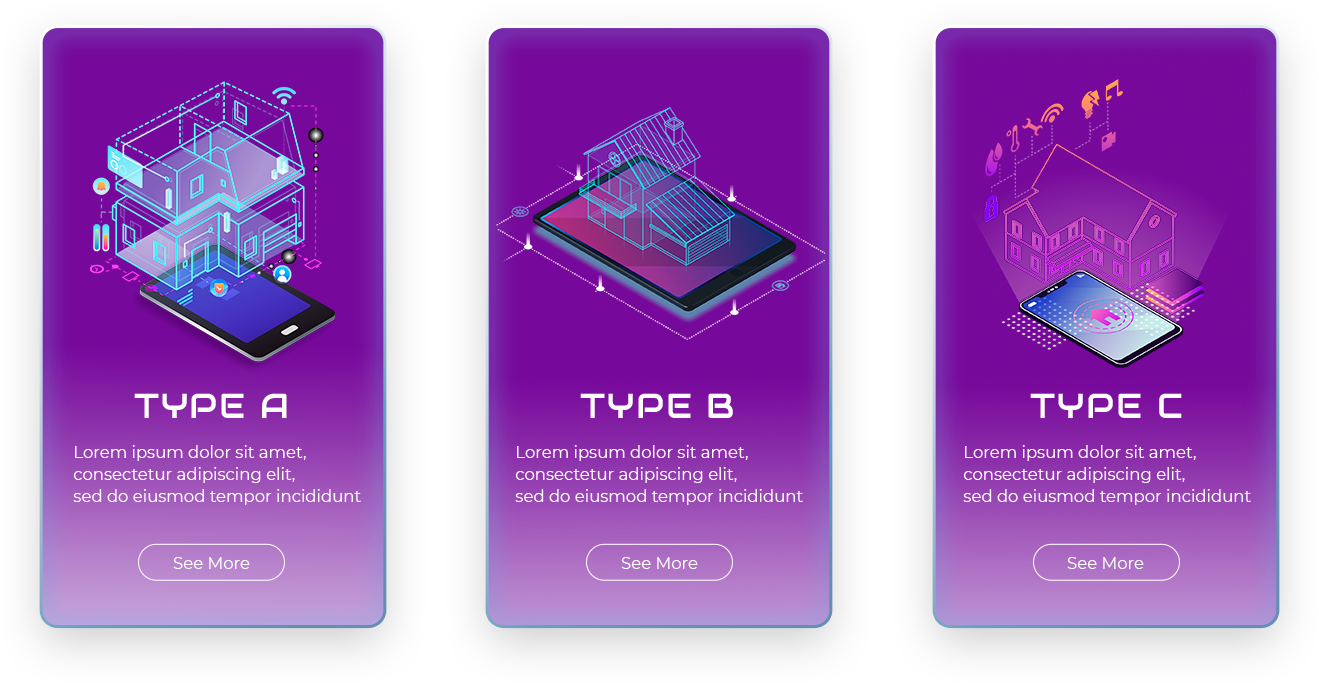 TYPE A
Lorem ipsum dolor sit amet,
consectetur adipiscing elit,
sed do eiusmod tempor incididunt
See More
TYPE B
Lorem ipsum dolor sit amet,
consectetur adipiscing elit,
sed do eiusmod tempor incididunt
See More
TYPE C
Lorem ipsum dolor sit amet,
consectetur adipiscing elit,
sed do eiusmod tempor incididunt
See More